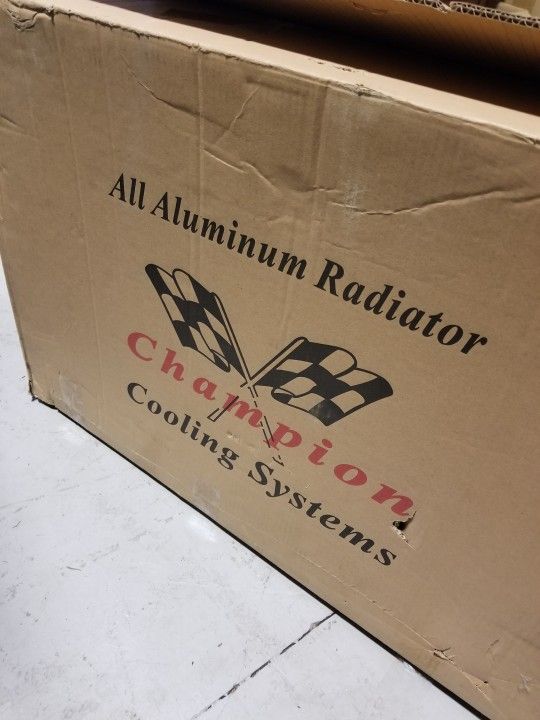 All Aluminum Radiator
Champion
Cooling Systems